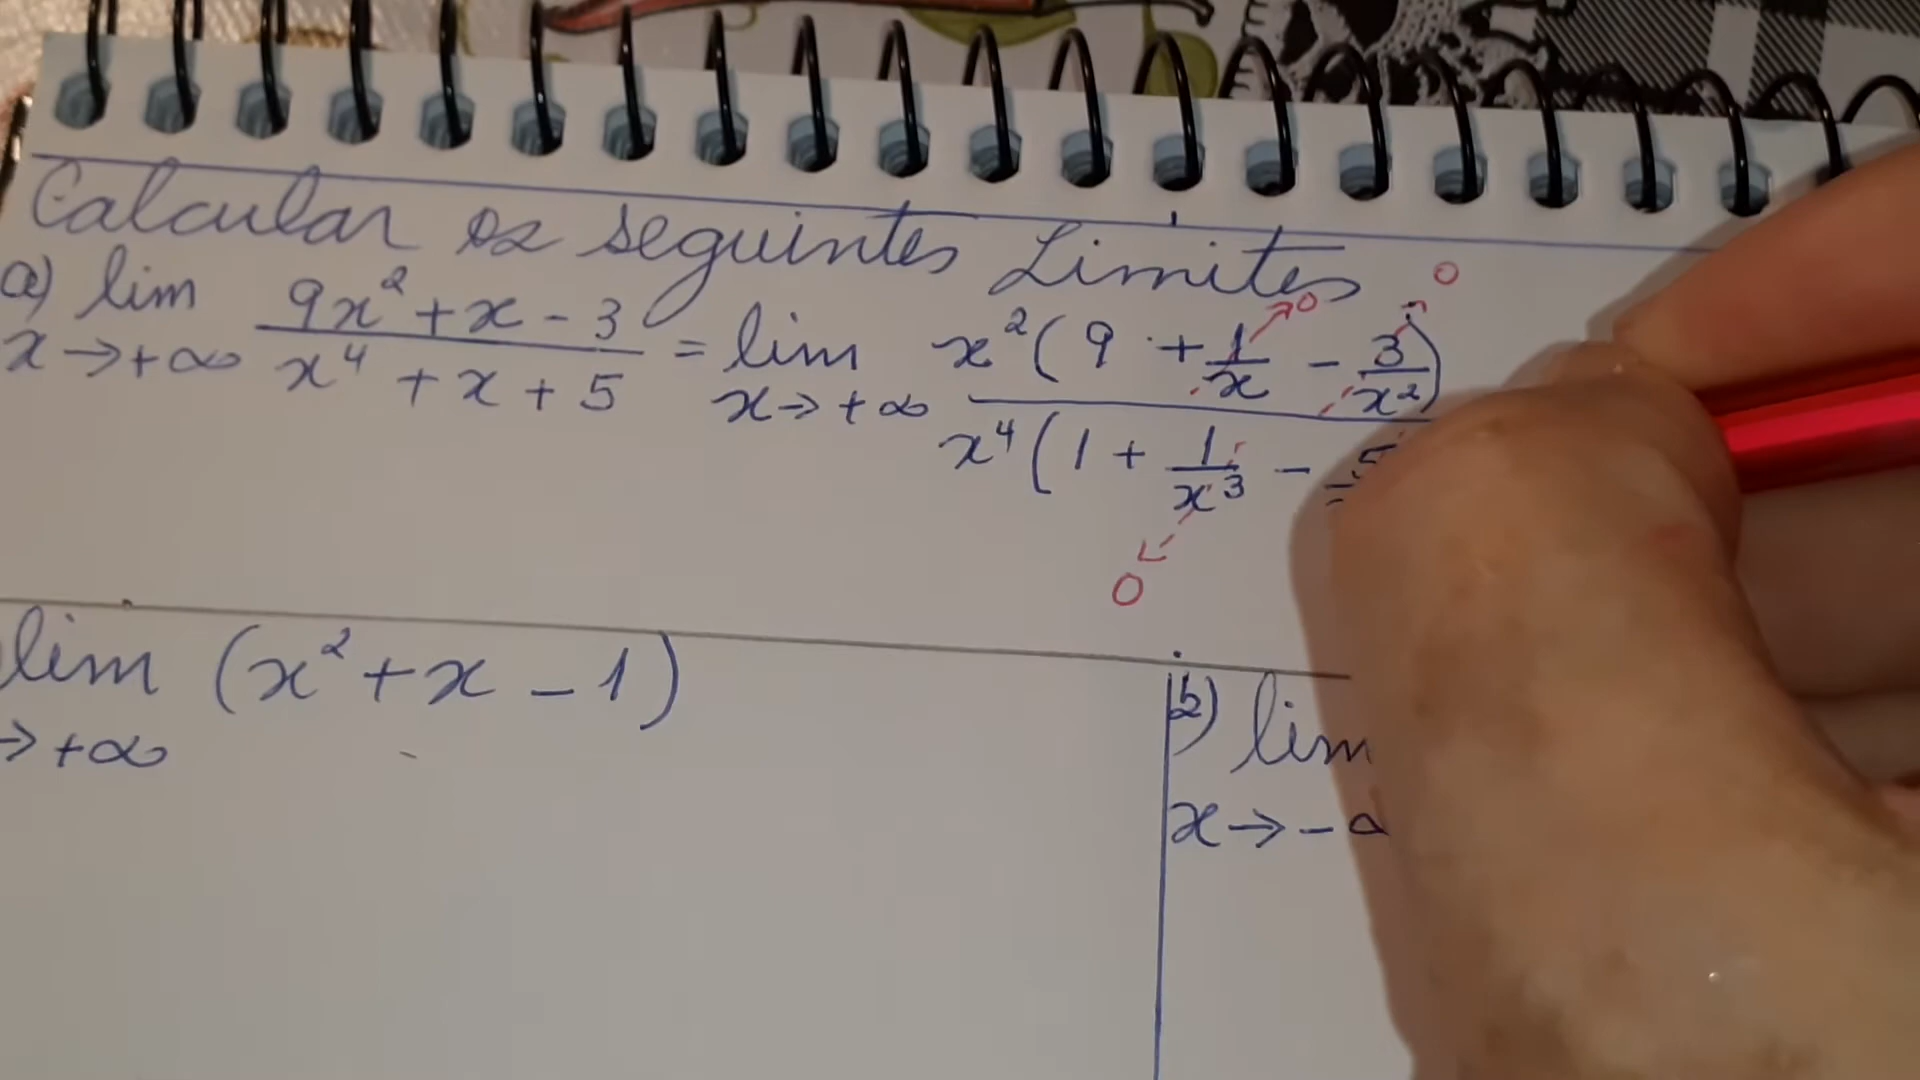 Calcular os seguintes Limites
a) lim 9x² + x - 3 = lim x² ( 9 + 1/x - 3/x² ) → 0 → 0
x → +∞ x⁴ + x + 5 x → +∞ x⁴ ( 1 + 1/x³ - 5
0
lim (x² + x - 1)
→ +∞
b) lim
x → -